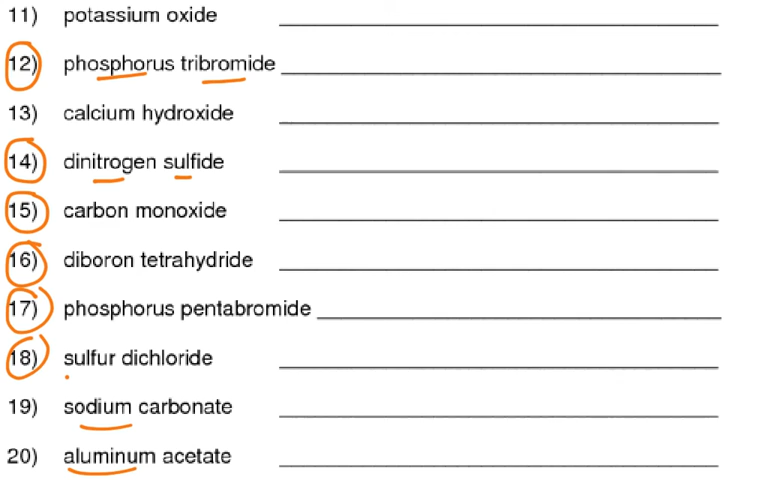 11) potassium oxide
12) phosphorus tribromide
13) calcium hydroxide
14) dinitrogen sulfide
15) carbon monoxide
16) diboron tetrahydride
17) phosphorus pentabromide
18) sulfur dichloride
19) sodium carbonate
20) aluminum acetate